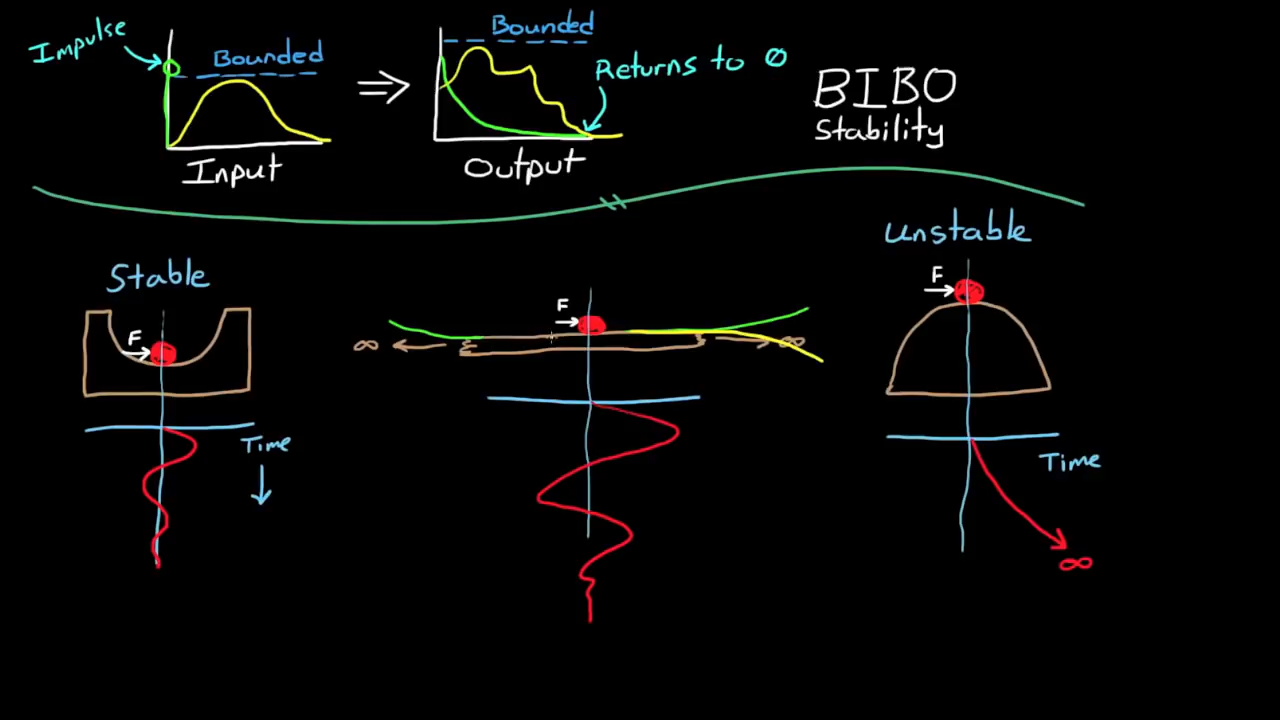 Impulse
Bounded
Input
⇒
Bounded
Output
Returns to 0
BIBO
Stability
Stable
F
Time
F
∞
∞
Unstable
F
Time
∞